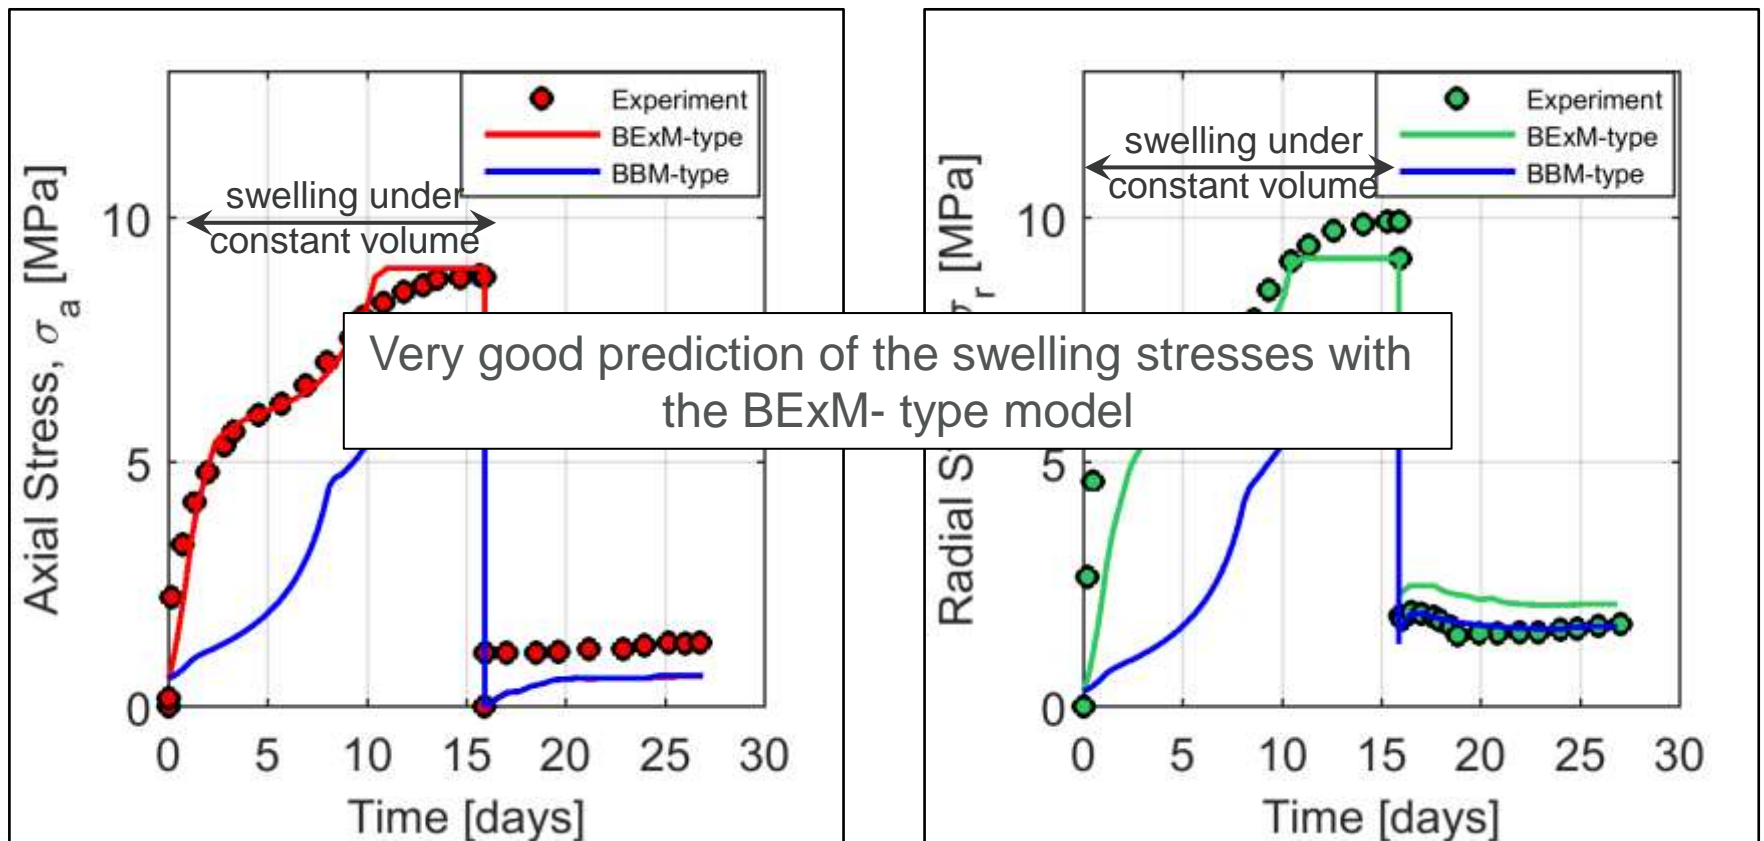 Experiment
BExM-type
BBM-type
swelling under
constant volume
10
5
0
0 5 10 15 20 25 30
Time [days]
Axial Stress, σa [MPa]
Experiment
BExM-type
BBM-type
swelling under
constant volume
10
5
0
0 5 10 15 20 25 30
Time [days]
Radial S σr [MPa]
Very good prediction of the swelling stresses with
the BExM- type model